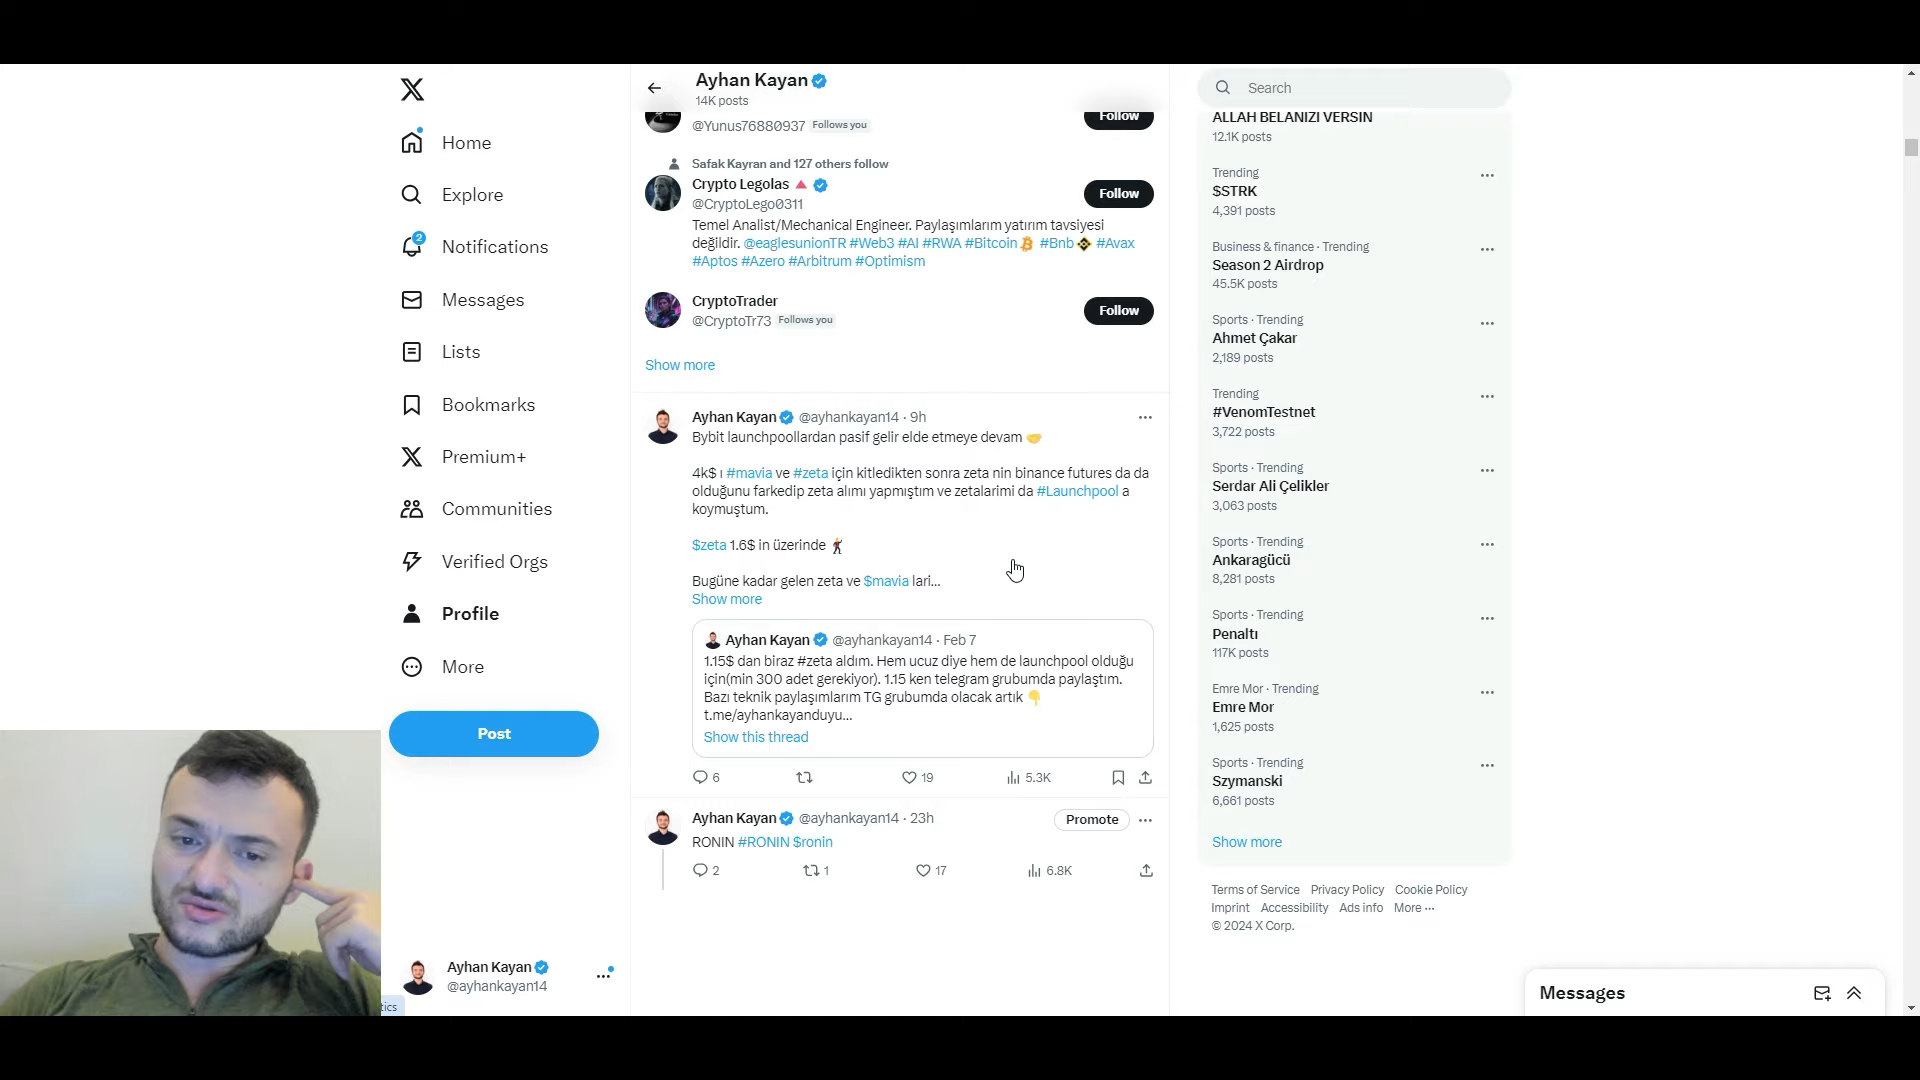 Home
Explore
2
Notifications
Messages
Lists
Bookmarks
Premium+
Communities
Verified Orgs
Profile
More
Post
Ayhan Kayan
@ayhankayan14
tics
Ayhan Kayan
14K posts
@Yunus76880937 Follows you
Follow
Safak Kayran and 127 others follow
Crypto Legolas
@CryptoLego0311
Follow
Temel Analist/Mechanical Engineer. Paylaşımlarım yatırım tavsiyesi
değildir. @eaglesunionTR #Web3 #AI #RWA #Bitcoin #Bnb #Avax
#Aptos #Azero #Arbitrum #Optimism
CryptoTrader
@CryptoTr73 Follows you
Follow
Show more
Ayhan Kayan @ayhankayan14 · 9h
Bybit launchpoollardan pasif gelir elde etmeye devam
4k$ ı #mavia ve #zeta için kitledikten sonra zeta nin binance futures da da
olduğunu farkedip zeta alımı yapmıştım ve zetalarimi da #Launchpool a
koymuştum.
$zeta 1.6$ in üzerinde
Bugüne kadar gelen zeta ve $mavia lari...
Show more
Ayhan Kayan @ayhankayan14 · Feb 7
1.15$ dan biraz #zeta aldım. Hem ucuz diye hem de launchpool olduğu
için(min 300 adet gerekiyor). 1.15 ken telegram grubumda paylaştım.
Bazı teknik paylaşımlarım TG grubumda olacak artık
t.me/ayhankayanduyu...
Show this thread
6 19 5.3K
Ayhan Kayan @ayhankayan14 · 23h
Promote
RONIN #RONIN $ronin
2 1 17 6.8K
Search
ALLAH BELANIZI VERSIN
12.1K posts
Trending
$STRK
4,391 posts
Business & finance · Trending
Season 2 Airdrop
45.5K posts
Sports · Trending
Ahmet Çakar
2,189 posts
Trending
#VenomTestnet
3,722 posts
Sports · Trending
Serdar Ali Çelikler
3,063 posts
Sports · Trending
Ankaragücü
8,281 posts
Sports · Trending
Penaltı
117K posts
Emre Mor · Trending
Emre Mor
1,625 posts
Sports · Trending
Szymanski
6,661 posts
Show more
Terms of Service Privacy Policy Cookie Policy
Imprint Accessibility Ads info More ···
© 2024 X Corp.
Messages